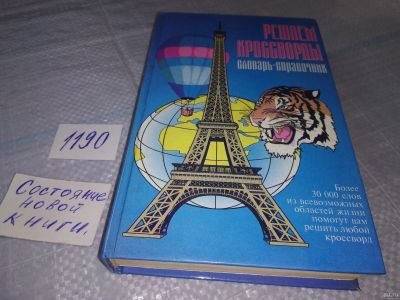 РЕШАЕМ
КРОССВОРДЫ
СЛОВАРЬ-СПРАВОЧНИК
1190
Состояние
новой
книги.
Более
30 000 слов
из всевозможных
областей жизни
помогут вам
решить любой
кроссворд